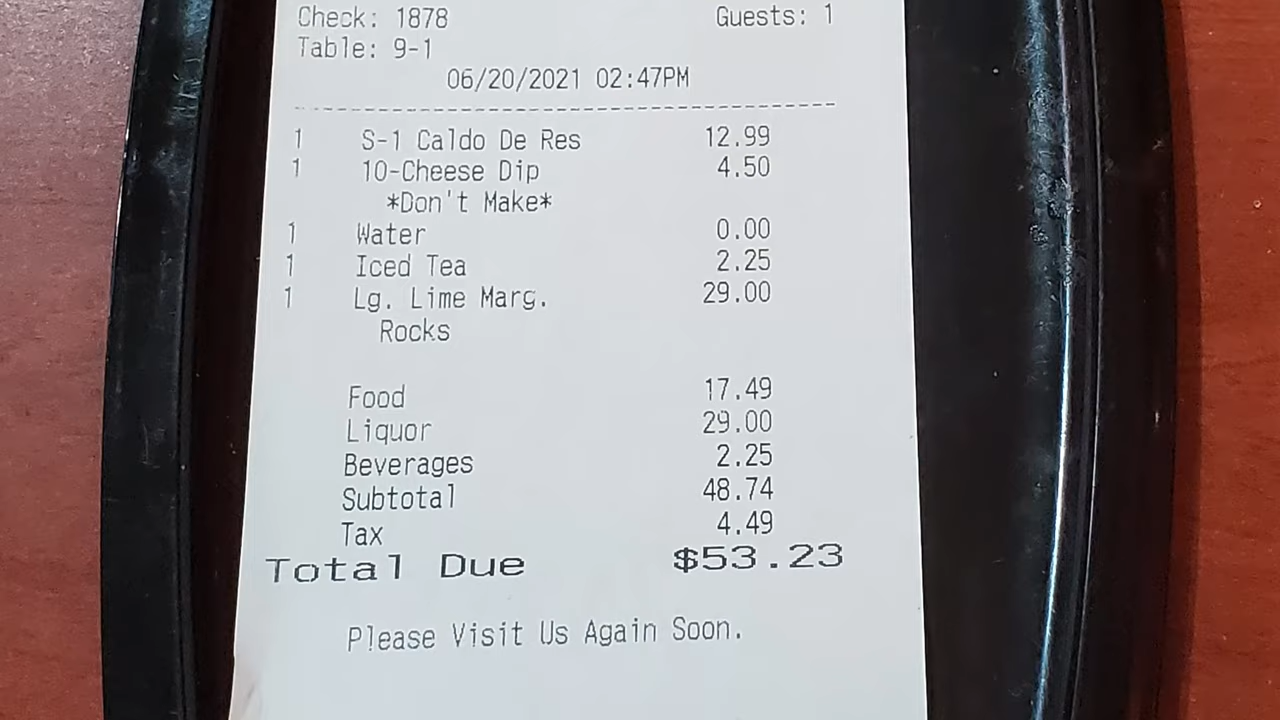 Check: 1878 Guests: 1
Table: 9-1
06/20/2021 02:47PM
1 S-1 Caldo De Res 12.99
1 10-Cheese Dip 4.50
*Don't Make*
1 Water 0.00
1 Iced Tea 2.25
1 Lg. Lime Marg. 29.00
Rocks
Food 17.49
Liquor 29.00
Beverages 2.25
Subtotal 48.74
Tax 4.49
Total Due $53.23
Please Visit Us Again Soon.